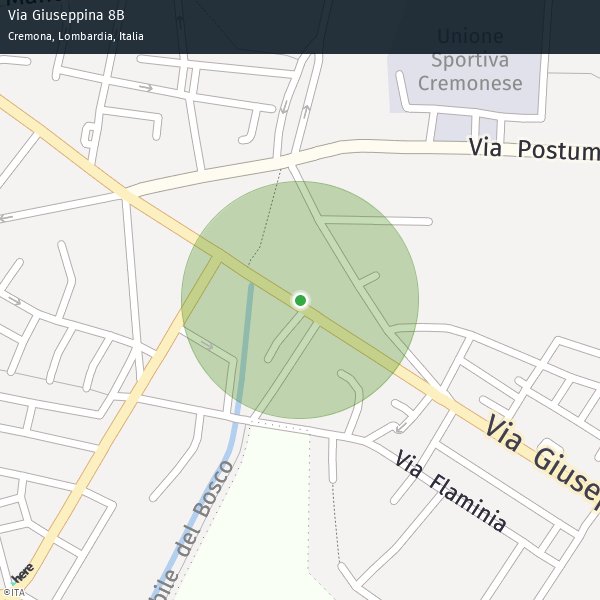 Via Giuseppina 8B
Cremona, Lombardia, Italia
Unione
Sportiva
Cremonese
Via Postum
Via Giusep
Via Flaminia
bile del Bosco
here
©ITA